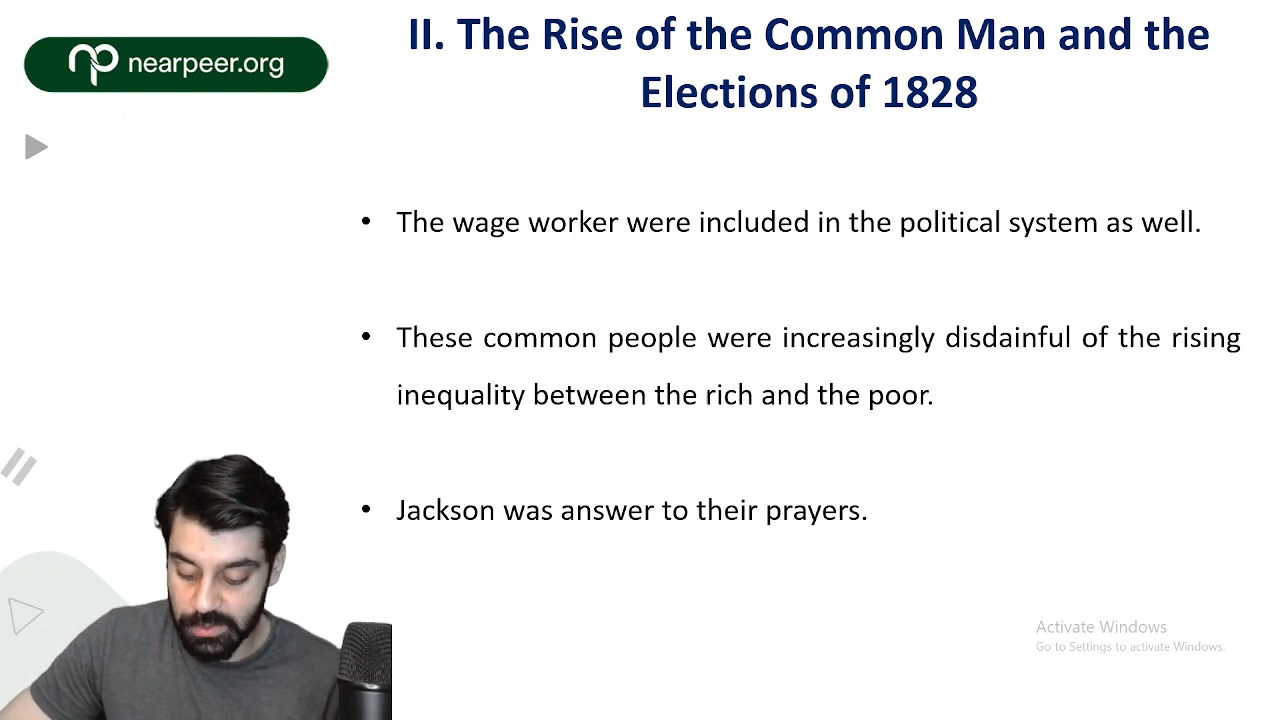 nearpeer.org
II. The Rise of the Common Man and the
Elections of 1828
• The wage worker were included in the political system as well.
• These common people were increasingly disdainful of the rising
inequality between the rich and the poor.
• Jackson was answer to their prayers.
Activate Windows
Go to Settings to activate Windows.